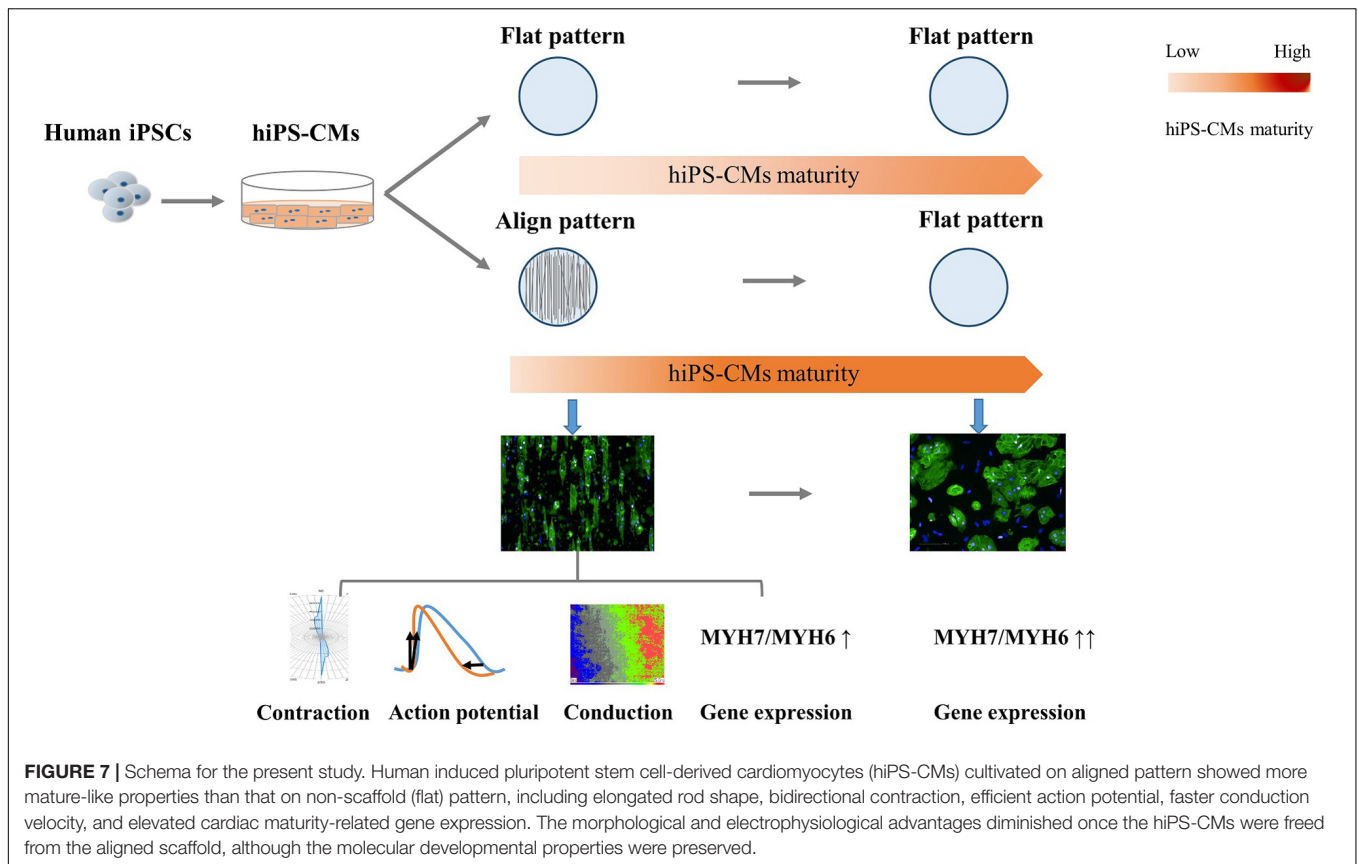 Flat pattern
Flat pattern
Low High
hiPS-CMs maturity
Human iPSCs
hiPS-CMs
hiPS-CMs maturity
Align pattern
Flat pattern
hiPS-CMs maturity
MYH7/MYH6 ↑
MYH7/MYH6 ↑↑
Contraction
Action potential
Conduction
Gene expression
Gene expression
FIGURE 7 | Schema for the present study. Human induced pluripotent stem cell-derived cardiomyocytes (hiPS-CMs) cultivated on aligned pattern showed more
mature-like properties than that on non-scaffold (flat) pattern, including elongated rod shape, bidirectional contraction, efficient action potential, faster conduction
velocity, and elevated cardiac maturity-related gene expression. The morphological and electrophysiological advantages diminished once the hiPS-CMs were freed
from the aligned scaffold, although the molecular developmental properties were preserved.